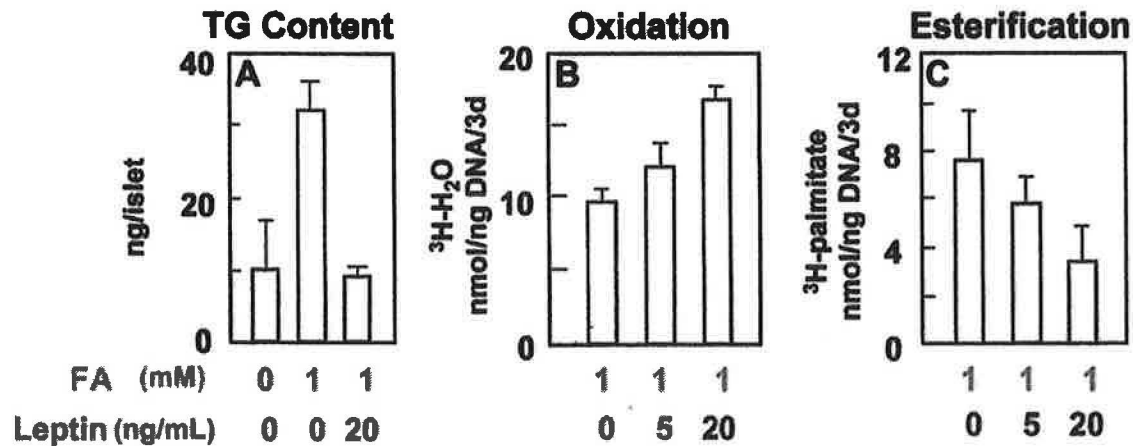 TG Content
Oxidation
Esterification
A
B
C
40
20
0
ng/islet
20
10
0
³H-H₂O
nmol/ng DNA/3d
12
8
4
0
³H-palmitate
nmol/ng DNA/3d
FA (mM) 0 1 1 1 1 1 1 1 1
Leptin (ng/mL) 0 0 20 0 5 20 0 5 20